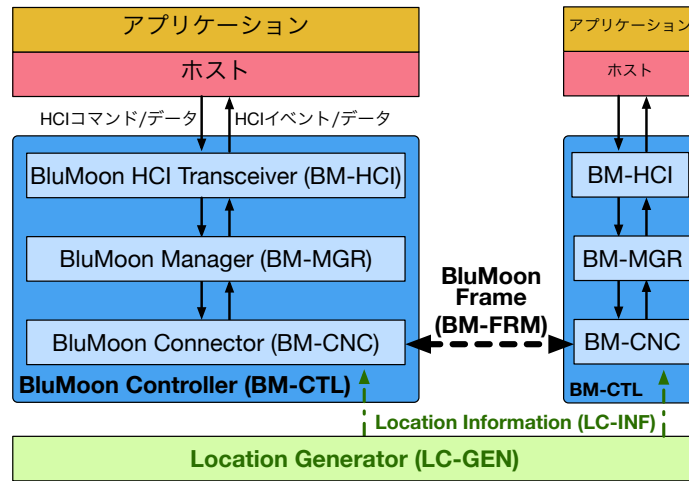 アプリケーション
ホスト
HCIコマンド/データ
HCIイベント/データ
BluMoon HCI Transceiver (BM-HCI)
BluMoon Manager (BM-MGR)
BluMoon Connector (BM-CNC)
BluMoon Controller (BM-CTL)
BluMoon
Frame
(BM-FRM)
アプリケーション
ホスト
BM-HCI
BM-MGR
BM-CNC
BM-CTL
Location Information (LC-INF)
Location Generator (LC-GEN)